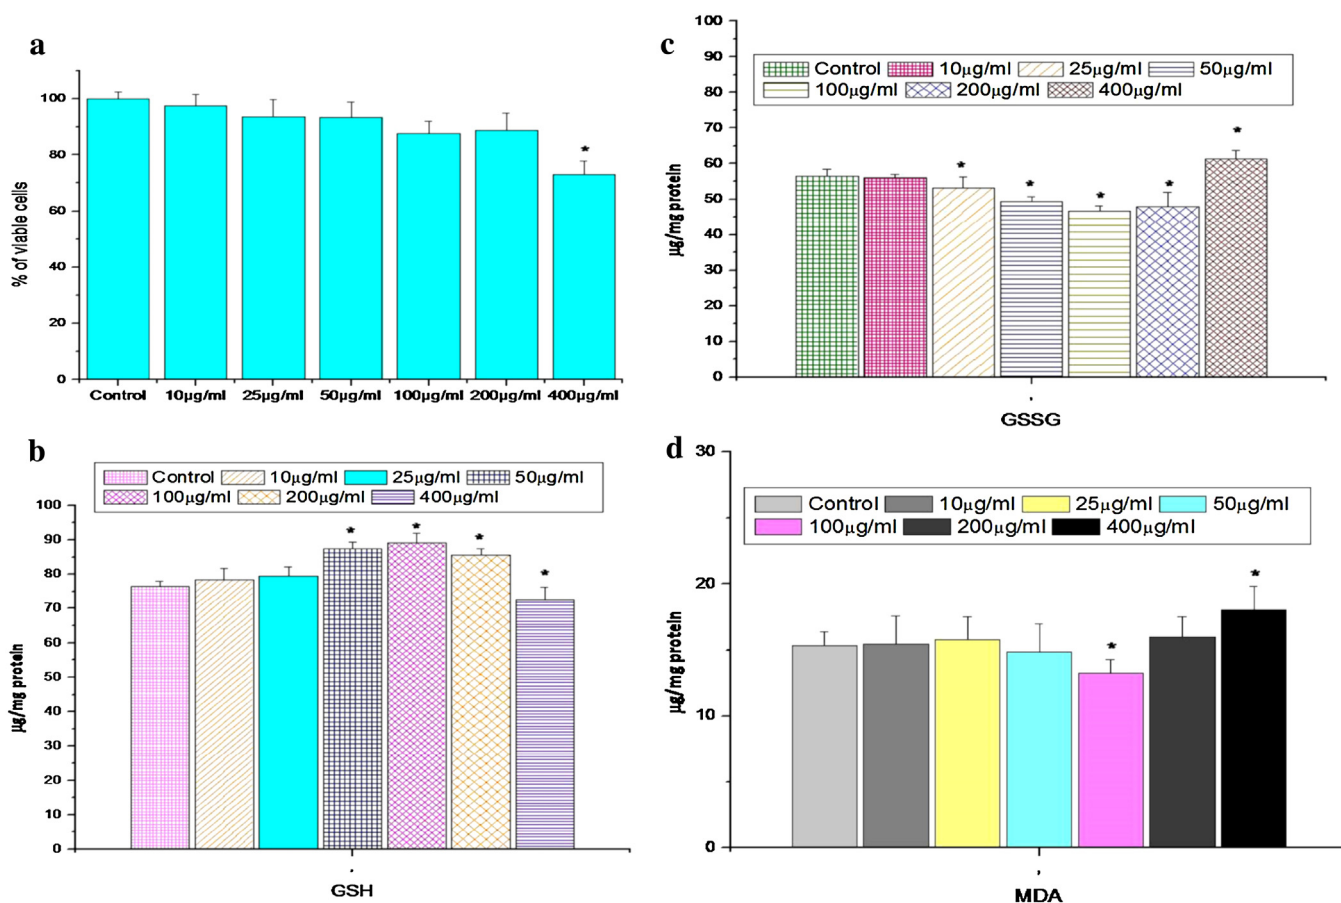 a
100
80
60
40
20
0
% of viable cells
*
Control 10µg/ml 25µg/ml 50µg/ml 100µg/ml 200µg/ml 400µg/ml
b
Control 10µg/ml 25µg/ml 50µg/ml
100µg/ml 200µg/ml 400µg/ml
100
90
80
70
60
50
40
30
20
10
0
µg/mg protein
* * * *
GSH
c
Control 10µg/ml 25µg/ml 50µg/ml
100µg/ml 200µg/ml 400µg/ml
100
90
80
70
60
50
40
30
20
10
0
µg/mg protein
* * * * *
GSSG
d
Control 10µg/ml 25µg/ml 50µg/ml
100µg/ml 200µg/ml 400µg/ml
30
20
10
0
µg/mg protein
* *
MDA